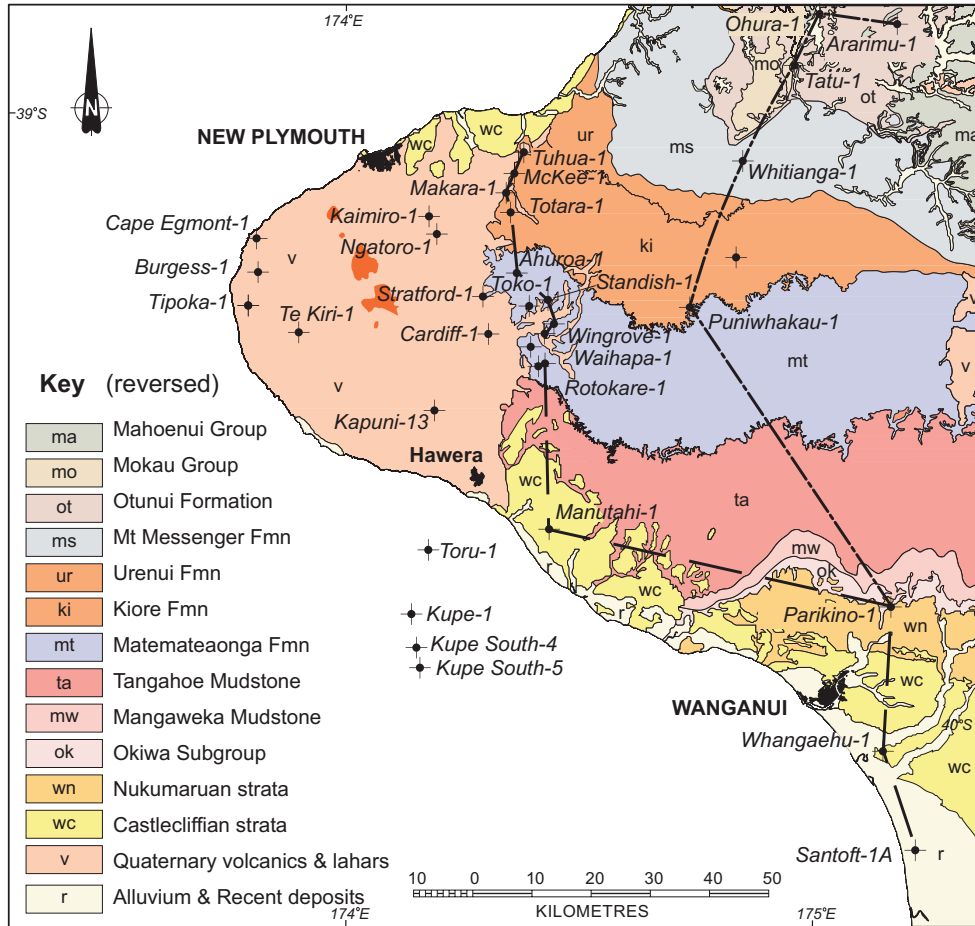 174°E
Ohura-1
Ararimu-1
mo
Tatu-1
ot
N
39°S
NEW PLYMOUTH
wc
wc
ur
ms
ma
Tuhua-1
McKee-1
Whitianga-1
Makara-1
Totara-1
Kaimiro-1
Cape Egmont-1
Ngatoro-1
ki
v
Ahuroa-1
Burgess-1
Toko-1
Standish-1
Stratford-1
Tipoka-1
Te Kiri-1
Puniwhakau-1
Cardiff-1
Wingrove-1
Waihapa-1
mt
v
Rotokare-1
v
Kapuni-13
Hawera
wc
ta
Manutahi-1
mw
ok
Toru-1
r
wc
r
Kupe-1
Parikino-1
wn
Kupe South-4
Kupe South-5
wc
WANGANUI
40°S
Whangaehu-1
wc
Santoft-1A
r
Key (reversed)
ma Mahoenui Group
mo Mokau Group
ot Otunui Formation
ms Mt Messenger Fmn
ur Urenui Fmn
ki Kiore Fmn
mt Matemateaonga Fmn
ta Tangahoe Mudstone
mw Mangaweka Mudstone
ok Okiwa Subgroup
wn Nukumaruan strata
wc Castlecliffian strata
v Quaternary volcanics & lahars
r Alluvium & Recent deposits
10 0 10 20 30 40 50
KILOMETRES
174°E
175°E